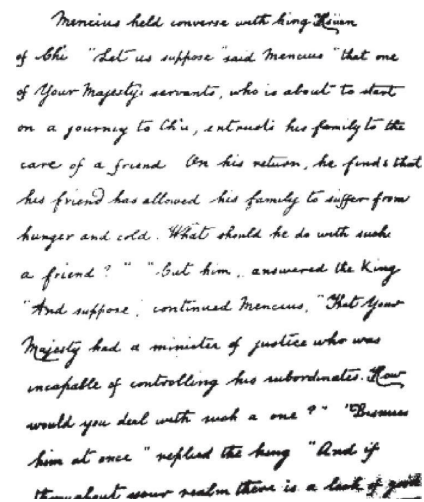 Mencius held converse with king Hsüan
of Chi "Let us suppose" said Mencius "that one
of Your Majesty's servants, who is about to start
on a journey to Ch'u, entrusts his family to the
care of a friend On his return, he finds that
his friend has allowed his family to suffer from
hunger and cold. What should he do with such
a friend?" "Cut him, answered the King
"And suppose, continued Mencius, "That Your
Majesty had a minister of justice who was
incapable of controlling his subordinates. How
would you deal with such a one?" "Dismiss
him at once" replied the king "And if
throughout your realm there is a lack of good